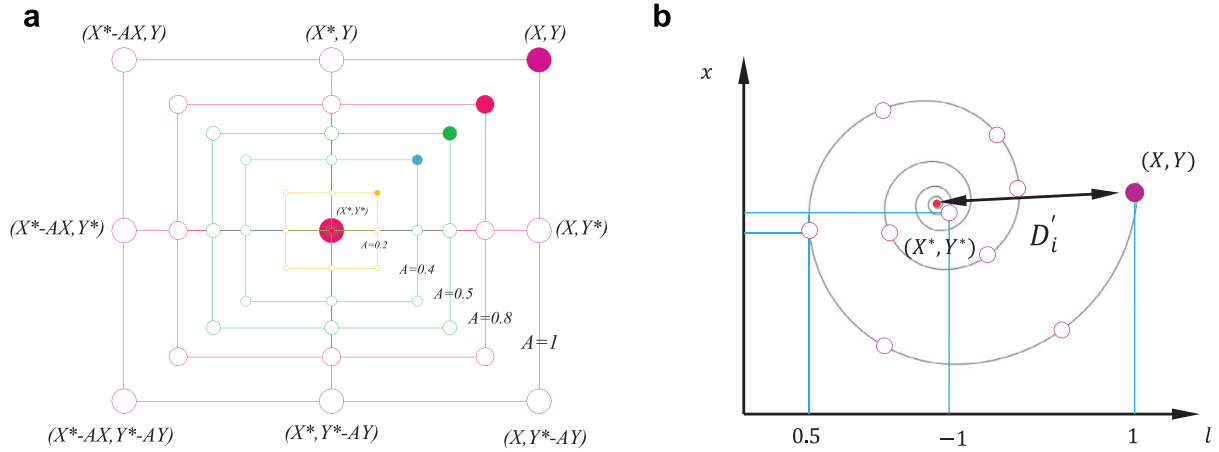 a
(X*-AX,Y)
(X*,Y)
(X,Y)
(X*,Y*)
(X*-AX,Y*)
(X,Y*)
A=0.2
A=0.4
A=0.5
A=0.8
A=1
(X*-AX,Y*-AY)
(X*,Y*-AY)
(X,Y*-AY)
b
x
(X,Y)
(X*,Y*)
D′i
0.5
−1
1
l